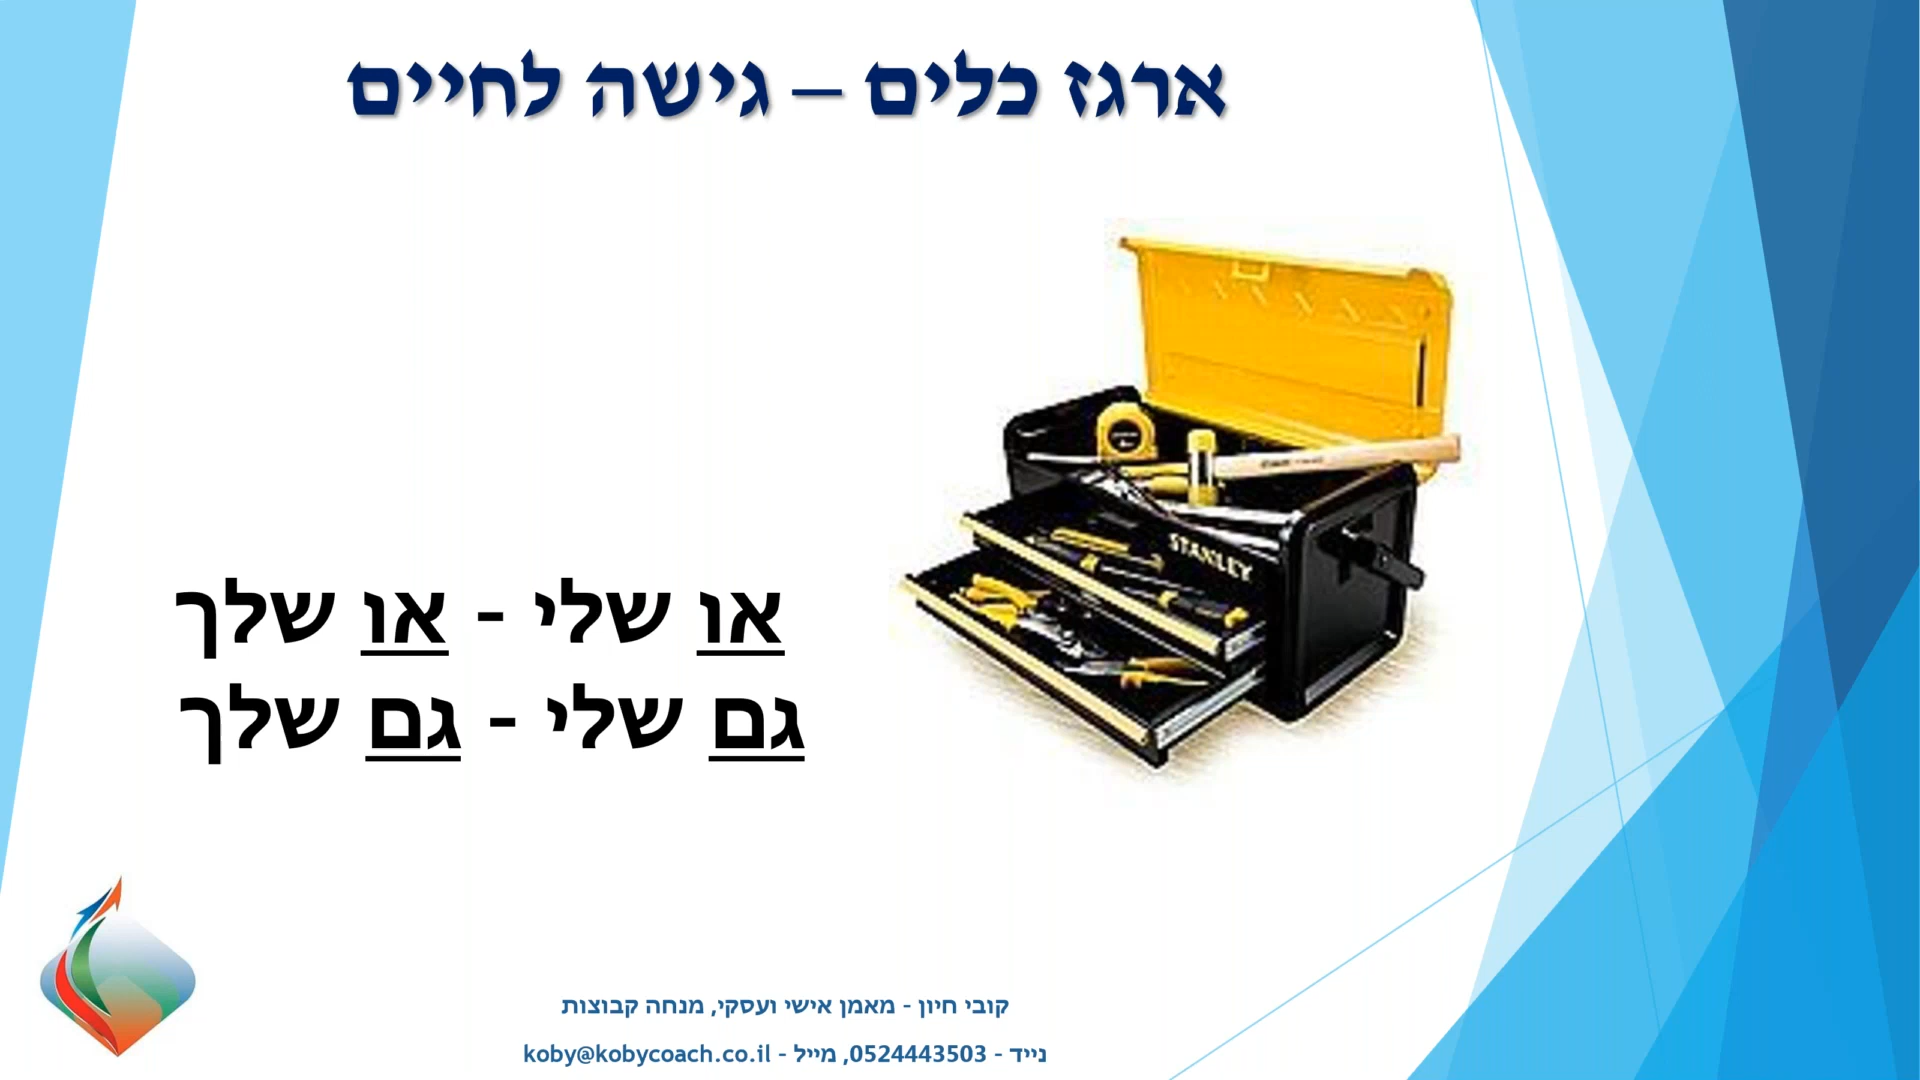 ארגז כלים – גישה לחיים
STANLEY
או שלי - או שלך
גם שלי - גם שלך
קובי חיון - מאמן אישי ועסקי, מנחה קבוצות
נייד - 0524443503, מייל - koby@kobycoach.co.il